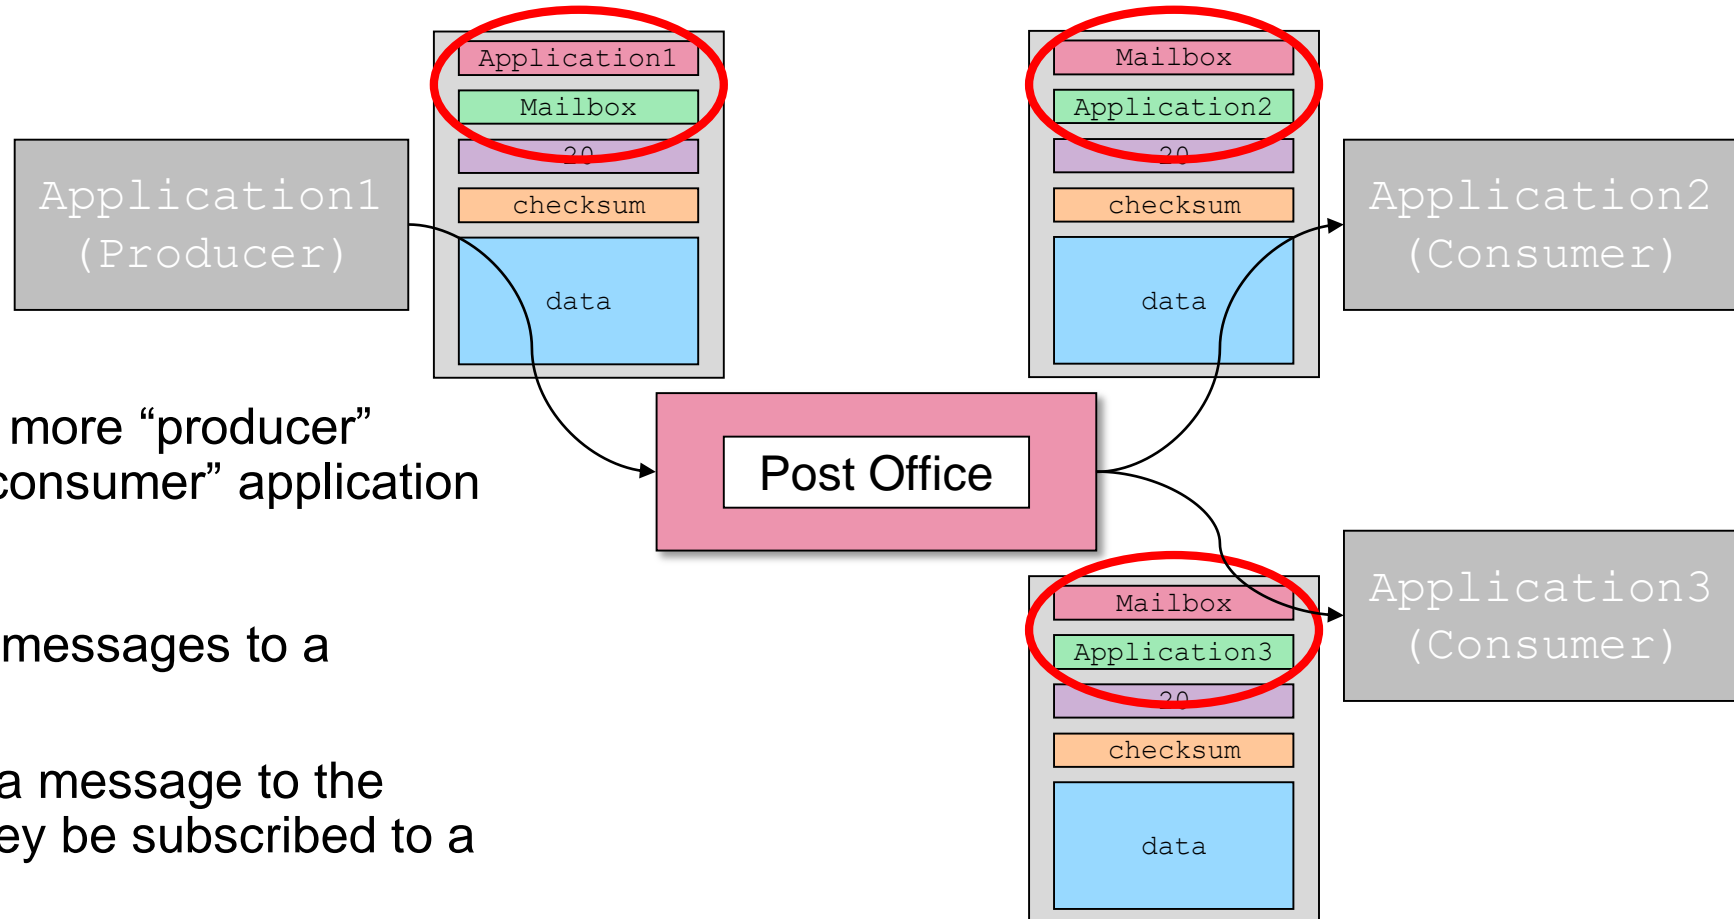 Application1
Mailbox
20
checksum
data
Mailbox
Application2
20
checksum
data
Application1
(Producer)
Application2
(Consumer)
more “producer”
consumer” application
Post Office
messages to a
a message to the
ey be subscribed to a
Mailbox
Application3
20
checksum
data
Application3
(Consumer)